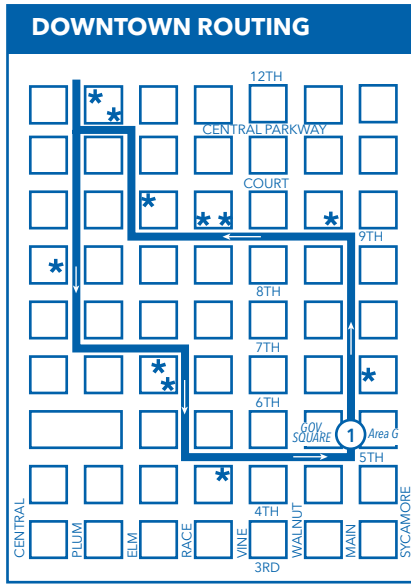 DOWNTOWN ROUTING
12TH
CENTRAL PARKWAY
COURT
9TH
8TH
7TH
6TH
GOV.
SQUARE
1
Area G
5TH
4TH
3RD
CENTRAL
PLUM
ELM
RACE
VINE
WALNUT
MAIN
SYCAMORE